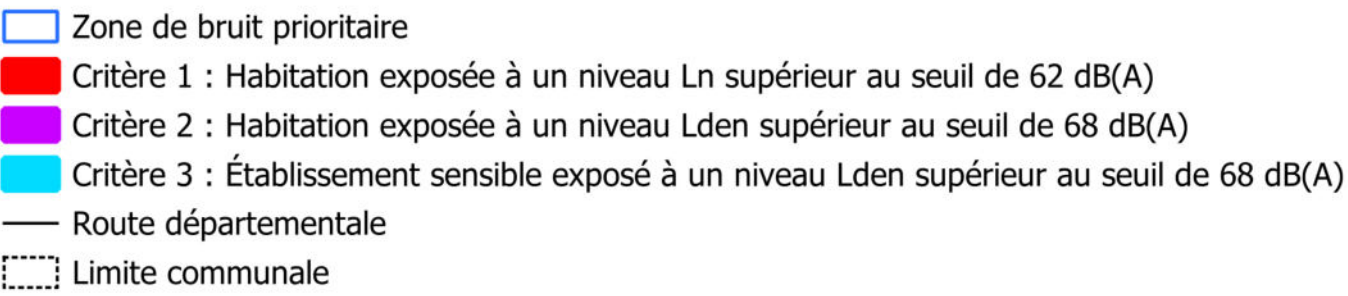 Zone de bruit prioritaire
Critère 1 : Habitation exposée à un niveau Ln supérieur au seuil de 62 dB(A)
Critère 2 : Habitation exposée à un niveau Lden supérieur au seuil de 68 dB(A)
Critère 3 : Établissement sensible exposé à un niveau Lden supérieur au seuil de 68 dB(A)
Route départementale
Limite communale